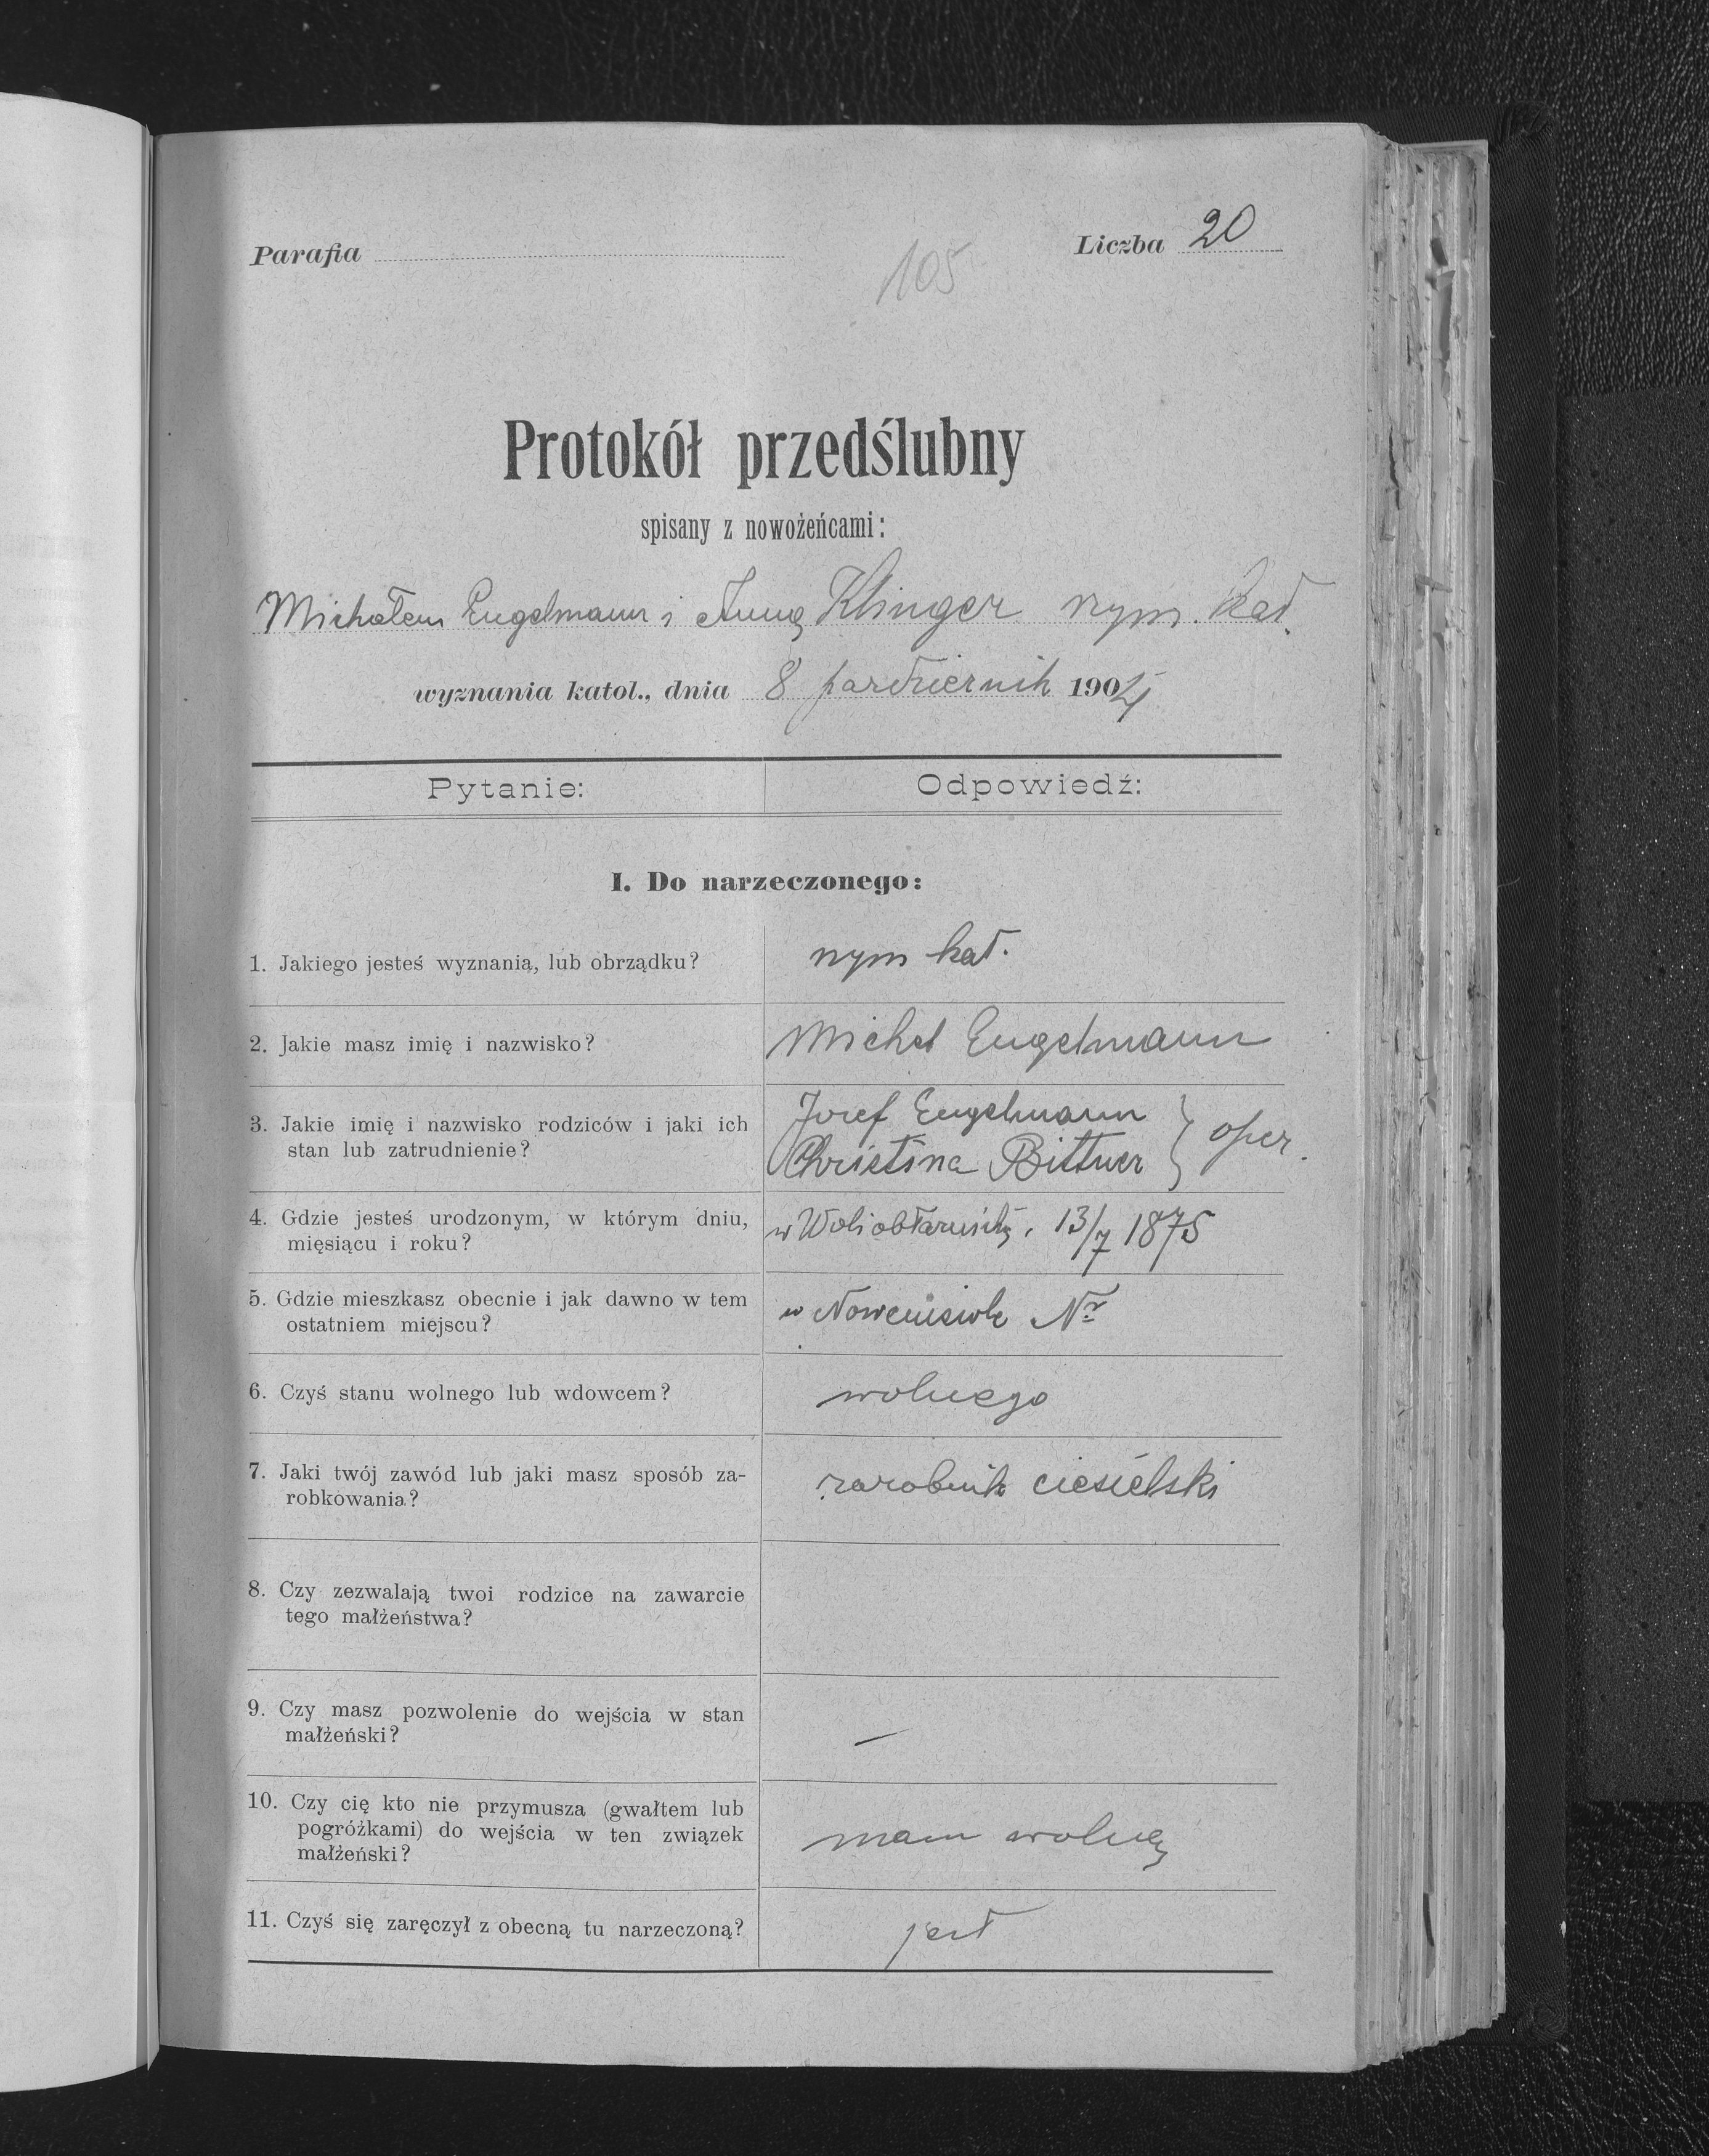 Parafia
Liczba 20
105
Protokół przedślubny
spisany z nowożeńcami:
Michałem Engelmann i Anną Klinger rzym. kat.
wyznania katol., dnia 8 październik 1904
Pytanie:
Odpowiedź:
I. Do narzeczonego:
1. Jakiego jesteś wyznania, lub obrządku?
rzym kat.
2. Jakie masz imię i nazwisko?
Michał Engelmann
3. Jakie imię i nazwisko rodziców i jaki ich
stan lub zatrudnienie?
Josef Engelmann
Christina Bittner
4. Gdzie jesteś urodzonym, w którym dniu,
mięsiącu i roku?
w Woli 13/7 1875
5. Gdzie mieszkasz obecnie i jak dawno w tem
ostatniem miejscu?
w Nr
6. Czyś stanu wolnego lub wdowcem?
wolnego
7. Jaki twój zawód lub jaki masz sposób za-
robkowania?
zarobnik ciesielski
8. Czy zezwalają twoi rodzice na zawarcie
tego małżeństwa?
9. Czy masz pozwolenie do wejścia w stan
małżeński?
—
10. Czy cię kto nie przymusza (gwałtem lub
pogróżkami) do wejścia w ten związek
małżeński?
mam wolną
11. Czyś się zaręczył z obecną tu narzeczoną?
jest